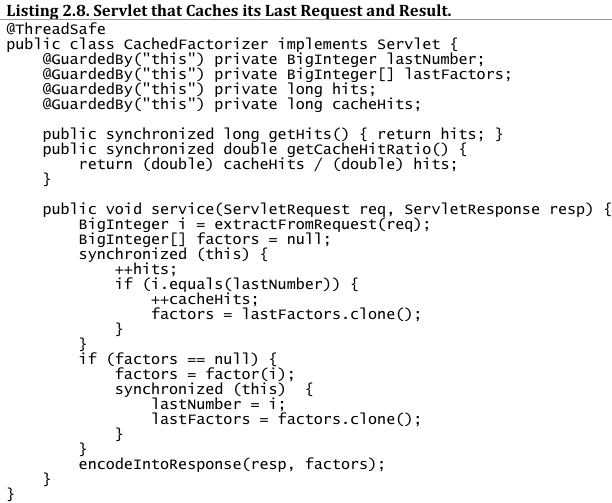 Listing 2.8. Servlet that Caches its Last Request and Result.
@ThreadSafe
public class CachedFactorizer implements Servlet {
    @GuardedBy("this") private BigInteger lastNumber;
    @GuardedBy("this") private BigInteger[] lastFactors;
    @GuardedBy("this") private long hits;
    @GuardedBy("this") private long cacheHits;

    public synchronized long getHits() { return hits; }
    public synchronized double getCacheHitRatio() {
        return (double) cacheHits / (double) hits;
    }

    public void service(ServletRequest req, ServletResponse resp) {
        BigInteger i = extractFromRequest(req);
        BigInteger[] factors = null;
        synchronized (this) {
            ++hits;
            if (i.equals(lastNumber)) {
                ++cacheHits;
                factors = lastFactors.clone();
            }
        }
        if (factors == null) {
            factors = factor(i);
            synchronized (this)  {
                lastNumber = i;
                lastFactors = factors.clone();
            }
        }
        encodeIntoResponse(resp, factors);
    }
}